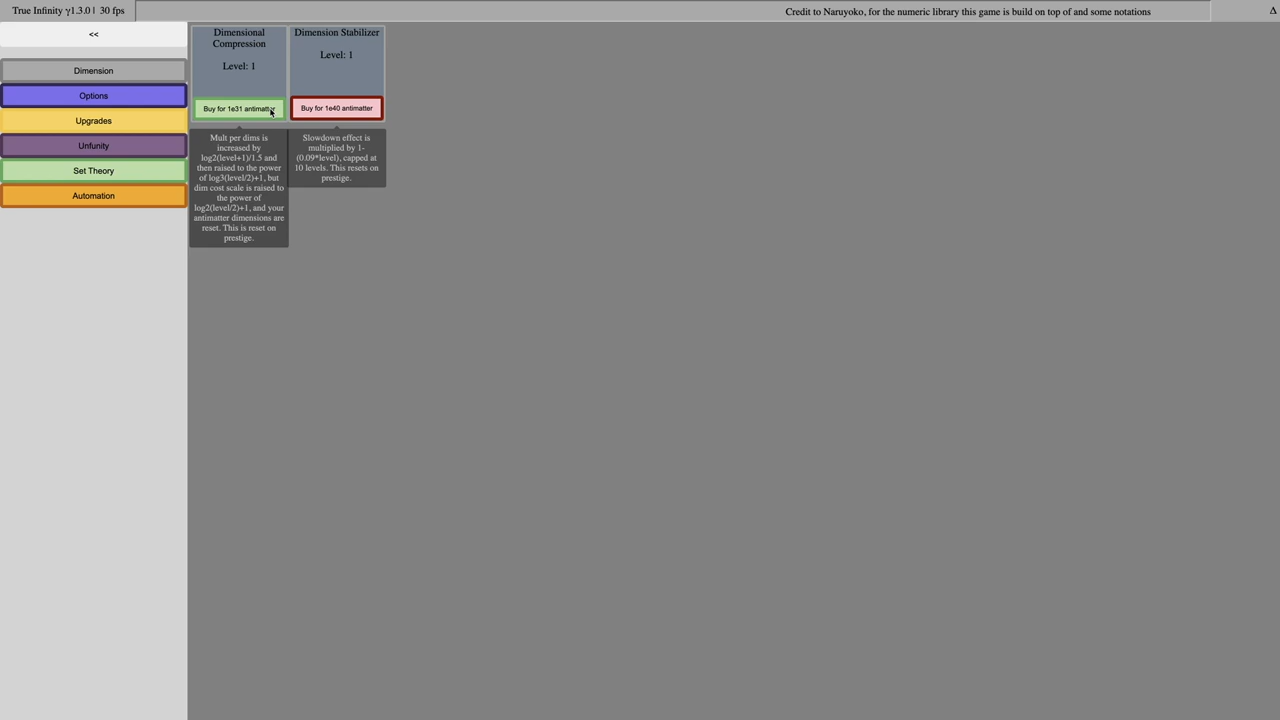 True Infinity γ1.3.0 | 30 fps
Credit to Naruyoko, for the numeric library this game is build on top of and some notations
Δ
<<
Dimension
Options
Upgrades
Unfunity
Set Theory
Automation
Dimensional
Compression
Level: 1
Buy for 1e31 antimatter
Mult per dims is
increased by
log2(level+1)/1.5 and
then raised to the power
of log3(level/2)+1, but
dim cost scale is raised to
the power of
log2(level/2)+1, and your
antimatter dimensions are
reset. This is reset on
prestige.
Dimension Stabilizer
Level: 1
Buy for 1e40 antimatter
Slowdown effect is
multiplied by 1-
(0.09*level), capped at
10 levels. This resets on
prestige.